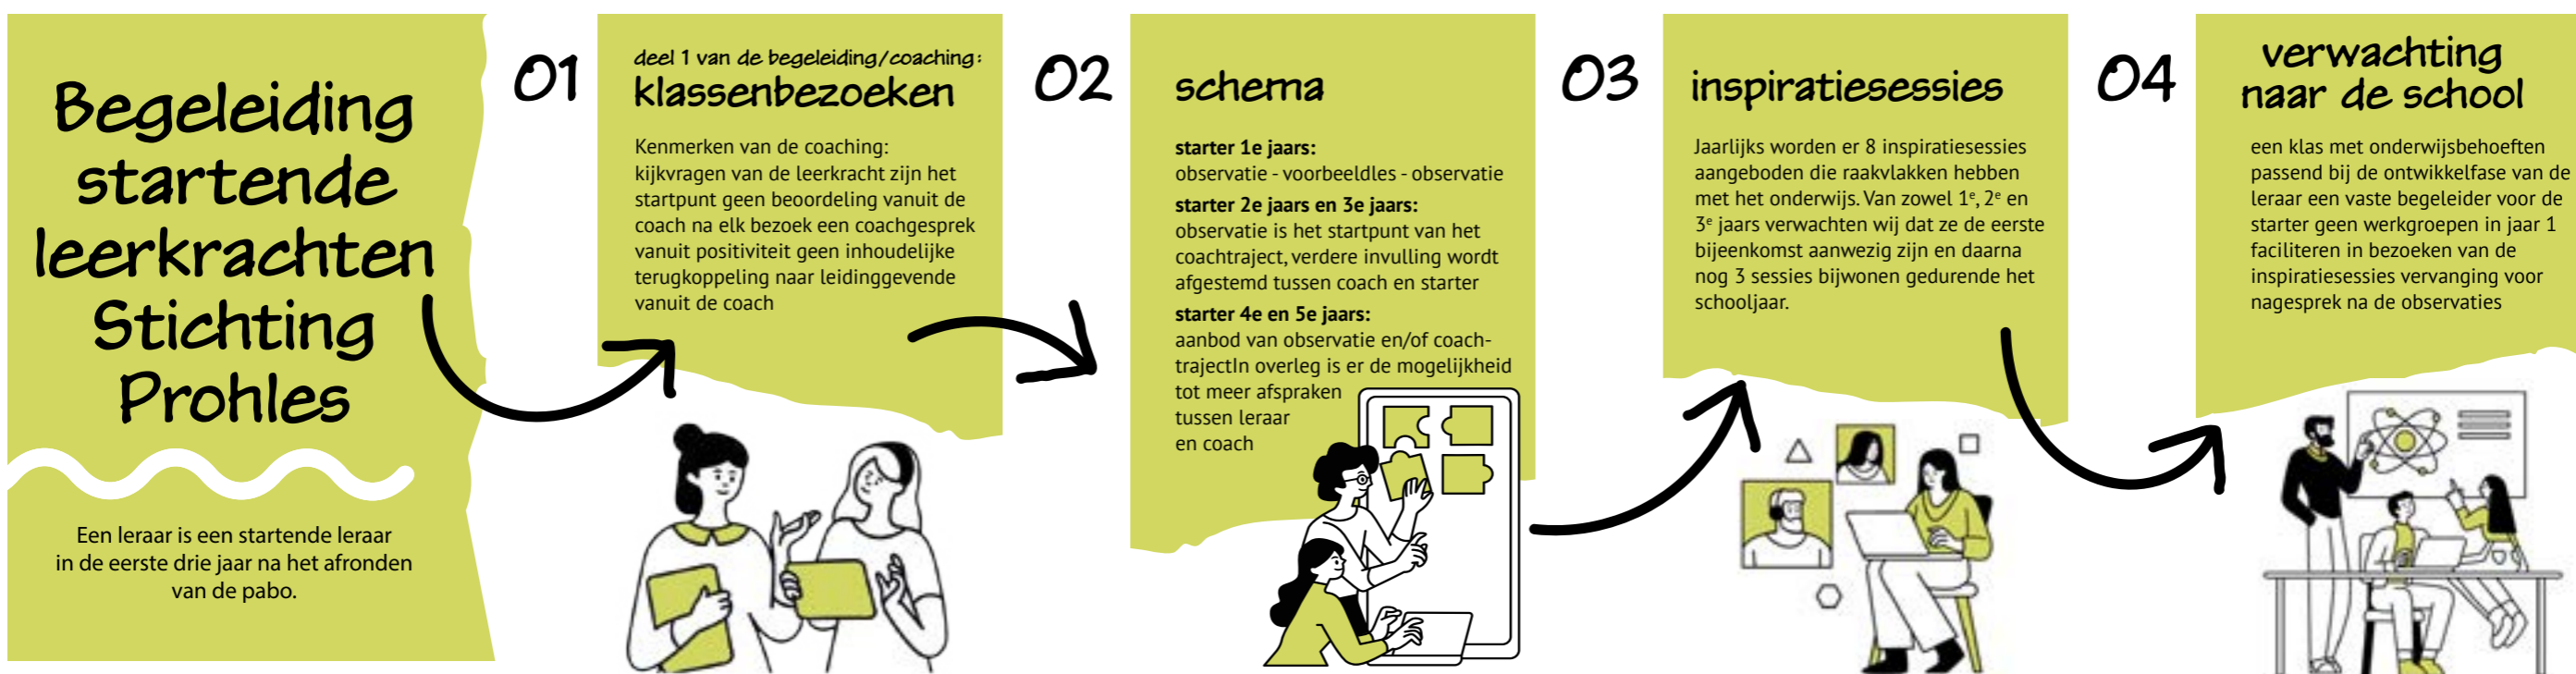 Begeleiding
startende
leerkrachten
Stichting
Prohles
Een leraar is een startende leraar
in de eerste drie jaar na het afronden
van de pabo.
01
deel 1 van de begeleiding/coaching:
klassenbezoeken
Kenmerken van de coaching:
kijkvragen van de leerkracht zijn het
startpunt geen beoordeling vanuit de
coach na elk bezoek een coachgesprek
vanuit positiviteit geen inhoudelijke
terugkoppeling naar leidinggevende
vanuit de coach
02
schema
starter 1e jaars:
observatie - voorbeeldles - observatie
starter 2e jaars en 3e jaars:
observatie is het startpunt van het
coachtraject, verdere invulling wordt
afgestemd tussen coach en starter
starter 4e en 5e jaars:
aanbod van observatie en/of coach-
trajectIn overleg is er de mogelijkheid
tot meer afspraken
tussen leraar
en coach
03
inspiratiesessies
Jaarlijks worden er 8 inspiratiesessies
aangeboden die raakvlakken hebben
met het onderwijs. Van zowel 1e, 2e en
3e jaars verwachten wij dat ze de eerste
bijeenkomst aanwezig zijn en daarna
nog 3 sessies bijwonen gedurende het
schooljaar.
04
verwachting
naar de school
een klas met onderwijsbehoeften
passend bij de ontwikkelfase van de
leraar een vaste begeleider voor de
starter geen werkgroepen in jaar 1
faciliteren in bezoeken van de
inspiratiesessies vervanging voor
nagesprek na de observaties